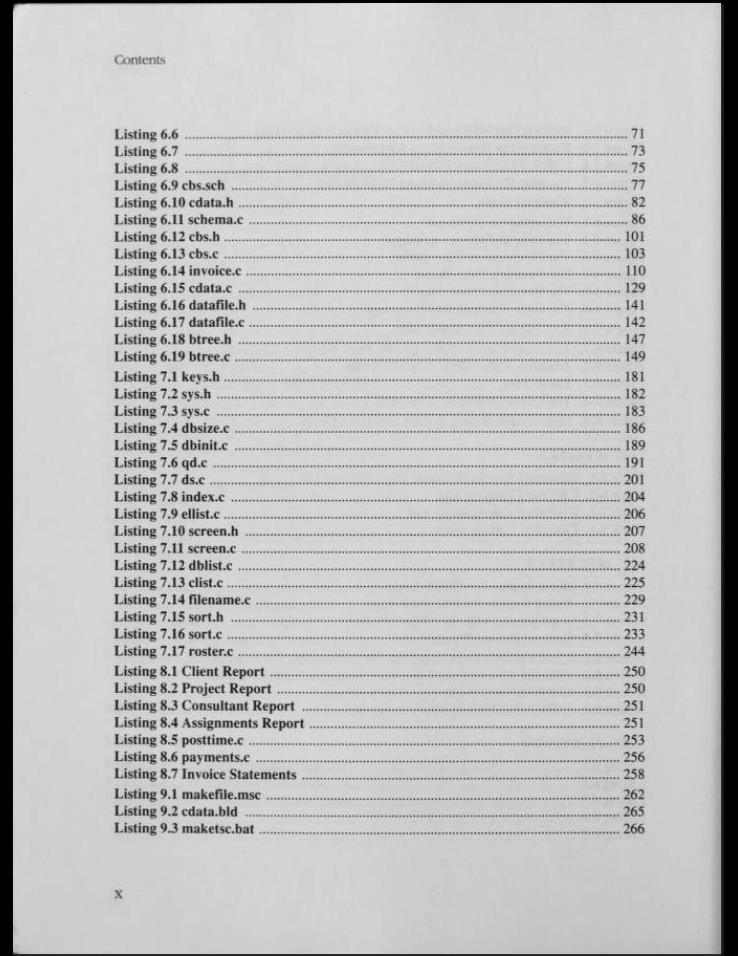 Contents
Listing 6.6 ........................................ 71
Listing 6.7 ........................................ 73
Listing 6.8 ........................................ 75
Listing 6.9 cbs.sch ........................................ 77
Listing 6.10 cdata.h ........................................ 82
Listing 6.11 schema.c ........................................ 86
Listing 6.12 cbs.h ........................................ 101
Listing 6.13 cbs.c ........................................ 103
Listing 6.14 invoice.c ........................................ 110
Listing 6.15 cdata.c ........................................ 129
Listing 6.16 datafile.h ........................................ 141
Listing 6.17 datafile.c ........................................ 142
Listing 6.18 btree.h ........................................ 147
Listing 6.19 btree.c ........................................ 149
Listing 7.1 keys.h ........................................ 181
Listing 7.2 sys.h ........................................ 182
Listing 7.3 sys.c ........................................ 183
Listing 7.4 dbsize.c ........................................ 186
Listing 7.5 dbinit.c ........................................ 189
Listing 7.6 qd.c ........................................ 191
Listing 7.7 ds.c ........................................ 201
Listing 7.8 index.c ........................................ 204
Listing 7.9 ellist.c ........................................ 206
Listing 7.10 screen.h ........................................ 207
Listing 7.11 screen.c ........................................ 208
Listing 7.12 dblist.c ........................................ 224
Listing 7.13 clist.c ........................................ 225
Listing 7.14 filename.c ........................................ 229
Listing 7.15 sort.h ........................................ 231
Listing 7.16 sort.c ........................................ 233
Listing 7.17 roster.c ........................................ 244
Listing 8.1 Client Report ........................................ 250
Listing 8.2 Project Report ........................................ 250
Listing 8.3 Consultant Report ........................................ 251
Listing 8.4 Assignments Report ........................................ 251
Listing 8.5 posttime.c ........................................ 253
Listing 8.6 payments.c ........................................ 256
Listing 8.7 Invoice Statements ........................................ 258
Listing 9.1 makefile.msc ........................................ 262
Listing 9.2 cdata.bld ........................................ 265
Listing 9.3 maketsc.bat ........................................ 266
x